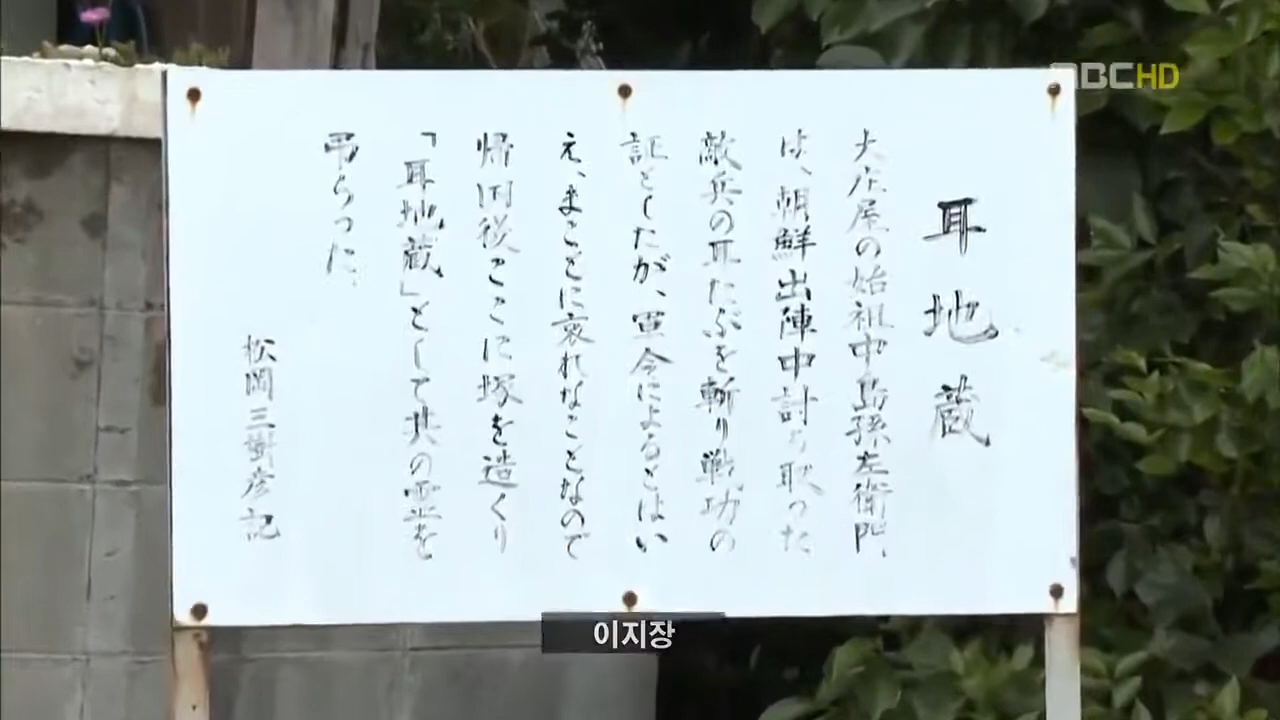 耳地蔵
大庄屋の始祖中島孫左衛門
は、朝鮮出陣中討ち取った
敵兵の耳たぶを斬り戦功の
証としたが、軍令によるとはい
え、まことに哀れなことなので
帰国後ここに塚を造くり
「耳地蔵」として共の霊を
弔らった。
松岡三樹彦記
이지장
MBCHD